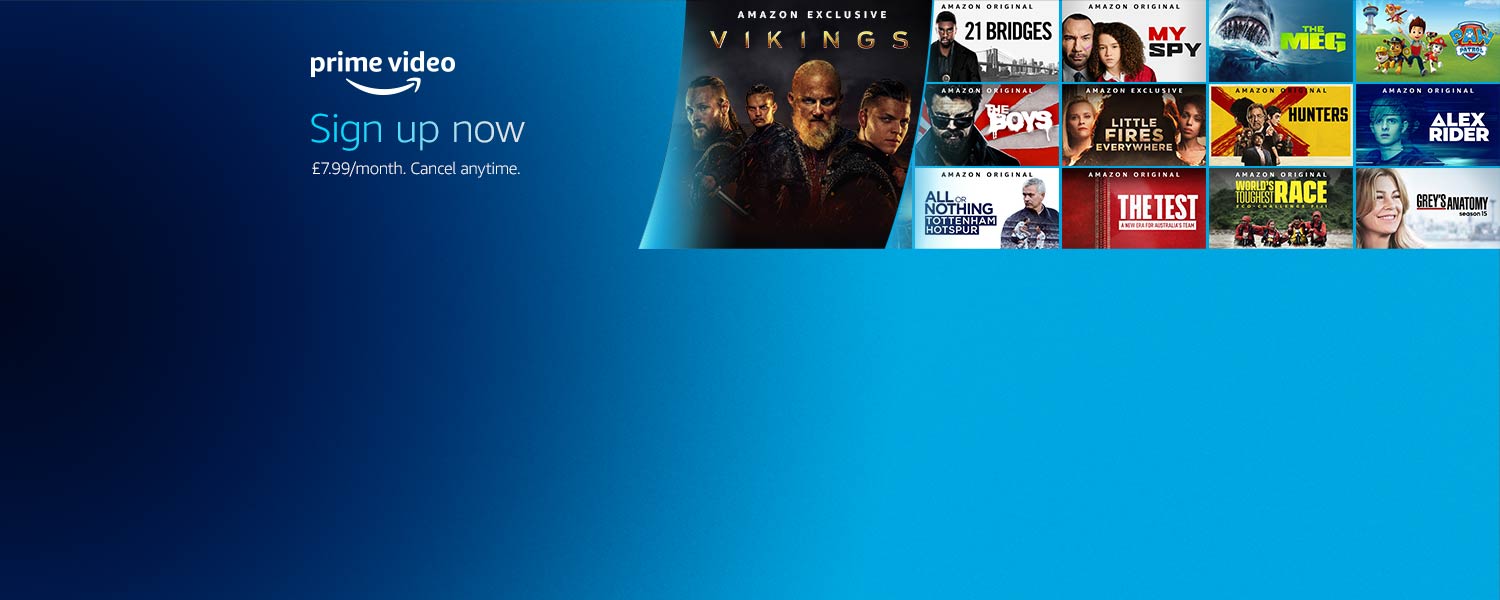 prime video
Sign up now
£7.99/month. Cancel anytime.
AMAZON EXCLUSIVE
VIKINGS
AMAZON ORIGINAL
21 BRIDGES
AMAZON ORIGINAL
MY
SPY
THE
MEG
PAW
PATROL
AMAZON ORIGINAL
THE
BOYS
AMAZON EXCLUSIVE
LITTLE
FIRES
EVERYWHERE
AMAZON ORIGINAL
HUNTERS
AMAZON ORIGINAL
ALEX
RIDER
AMAZON ORIGINAL
ALL OR
NOTHING
TOTTENHAM
HOTSPUR
AMAZON ORIGINAL
THE TEST
A NEW ERA FOR AUSTRALIA'S TEAM
AMAZON ORIGINAL
WORLD'S
TOUGHEST RACE
ECO-CHALLENGE FIJI
GREY'S ANATOMY
season 15